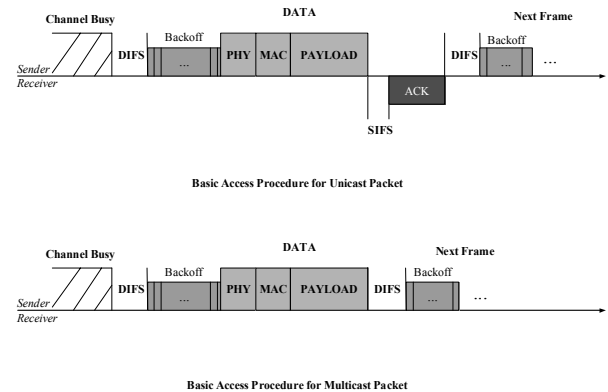 DATA
Next Frame
Channel Busy
Backoff
Backoff
DIFS
...
PHY
MAC
PAYLOAD
DIFS
...
...
Sender
Receiver
ACK
SIFS
Basic Access Procedure for Unicast Packet
DATA
Next Frame
Channel Busy
Backoff
Backoff
DIFS
...
PHY
MAC
PAYLOAD
DIFS
...
...
Sender
Receiver
Basic Access Procedure for Multicast Packet